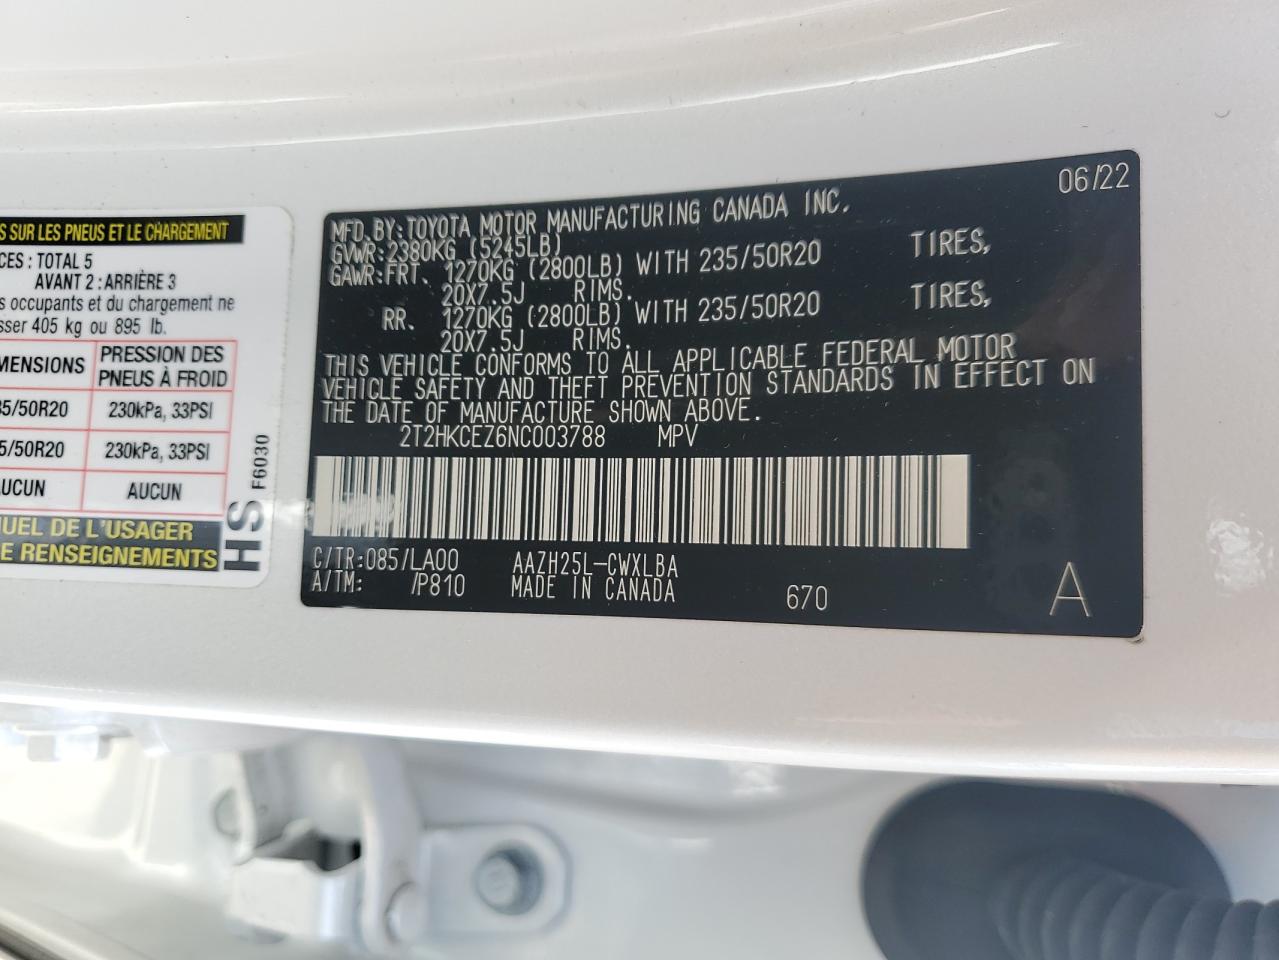 S SUR LES PNEUS ET LE CHARGEMENT
CES : TOTAL 5
AVANT 2 : ARRIÈRE 3
s occupants et du chargement ne
sser 405 kg ou 895 lb.
MENSIONS PRESSION DES
PNEUS À FROID
35/50R20 230kPa, 33PSI
5/50R20 230kPa, 33PSI
AUCUN AUCUN
NUEL DE L'USAGER
E RENSEIGNEMENTS
HS F6030
06/22
MFD.BY:TOYOTA MOTOR MANUFACTURING CANADA INC.
GVWR:2380KG (5245LB)
GAWR:FRT. 1270KG (2800LB) WITH 235/50R20 TIRES,
20X7.5J RIMS.
RR. 1270KG (2800LB) WITH 235/50R20 TIRES,
20X7.5J RIMS.
THIS VEHICLE CONFORMS TO ALL APPLICABLE FEDERAL MOTOR
VEHICLE SAFETY AND THEFT PREVENTION STANDARDS IN EFFECT ON
THE DATE OF MANUFACTURE SHOWN ABOVE.
2T2HKCEZ6NC003788 MPV
C/TR:085/LA00 AAZH25L-CWXLBA
A/TM: /P810 MADE IN CANADA 670 A